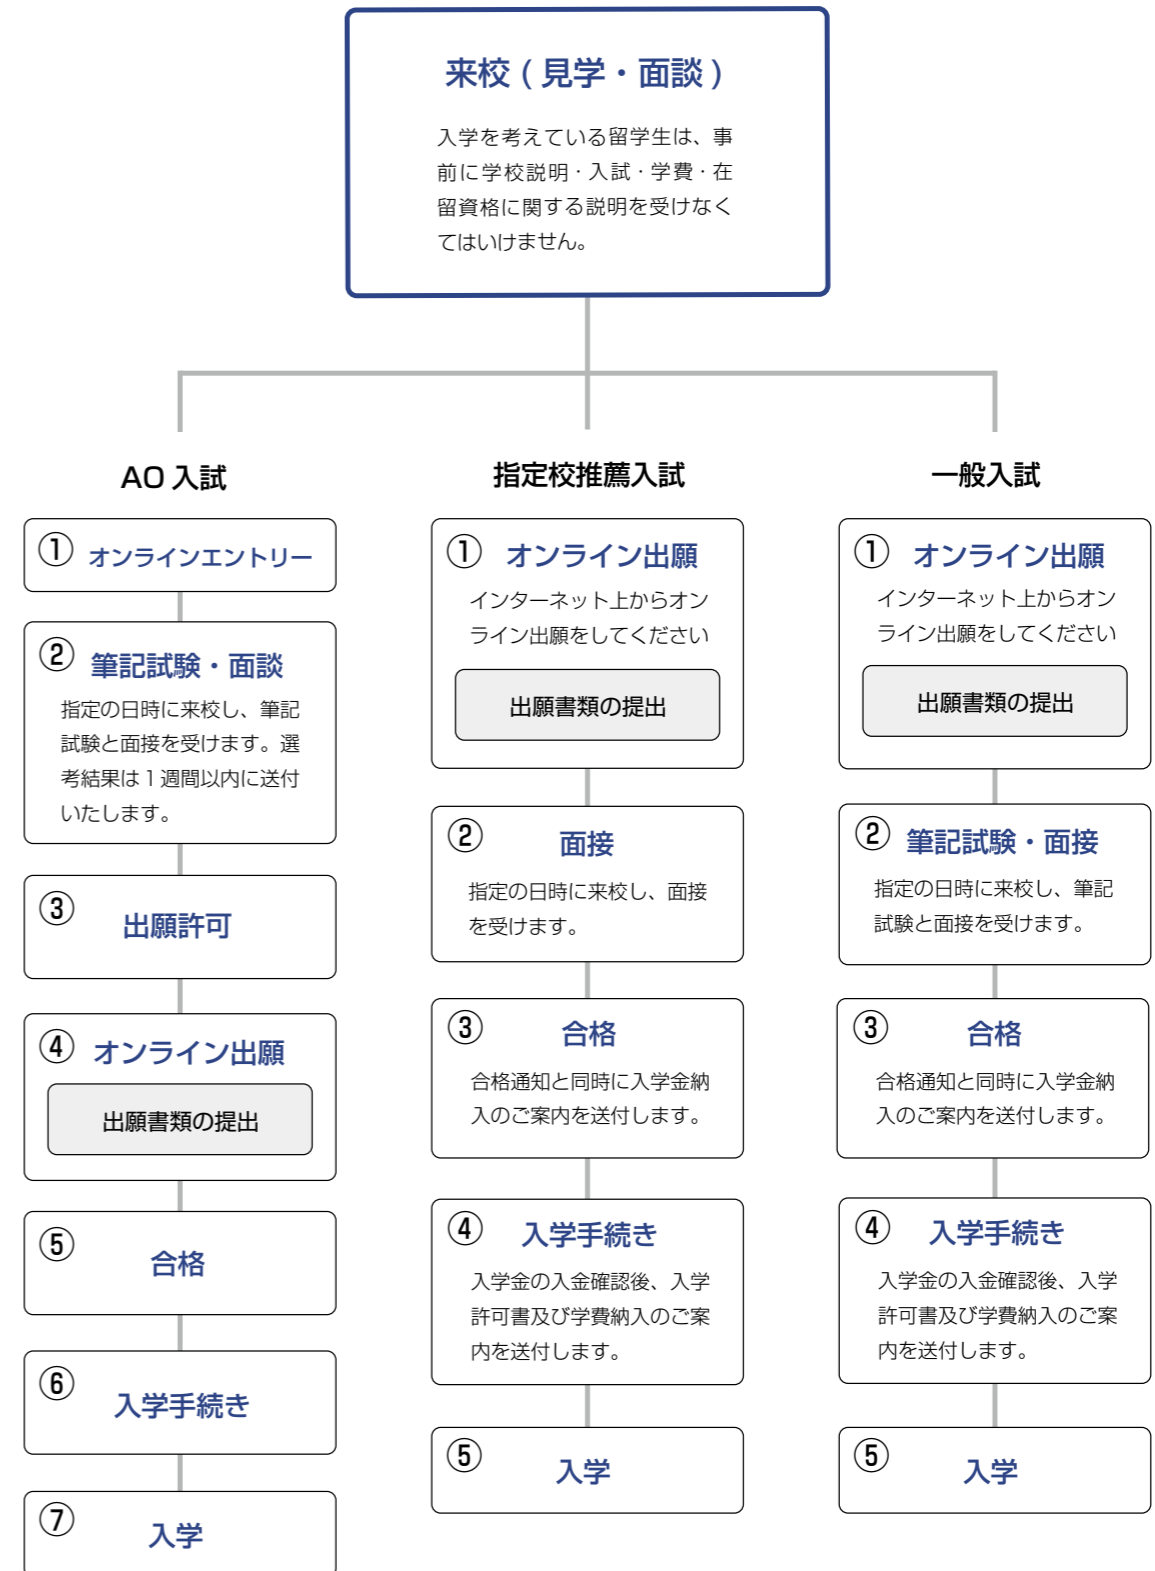 来校 ( 見学・面談 )
入学を考えている留学生は、事
前に学校説明・入試・学費・在
留資格に関する説明を受けなく
てはいけません。
AO 入試
① オンラインエントリー
② 筆記試験・面談
指定の日時に来校し、筆記
試験と面接を受けます。選
考結果は 1 週間以内に送付
いたします。
③ 出願許可
④ オンライン出願
出願書類の提出
⑤ 合格
⑥ 入学手続き
⑦ 入学
指定校推薦入試
① オンライン出願
インターネット上からオン
ライン出願をしてください
出願書類の提出
② 面接
指定の日時に来校し、面接
を受けます。
③ 合格
合格通知と同時に入学金納
入のご案内を送付します。
④ 入学手続き
入学金の入金確認後、入学
許可書及び学費納入のご案
内を送付します。
⑤ 入学
一般入試
① オンライン出願
インターネット上からオン
ライン出願をしてください
出願書類の提出
② 筆記試験・面接
指定の日時に来校し、筆記
試験と面接を受けます。
③ 合格
合格通知と同時に入学金納
入のご案内を送付します。
④ 入学手続き
入学金の入金確認後、入学
許可書及び学費納入のご案
内を送付します。
⑤ 入学